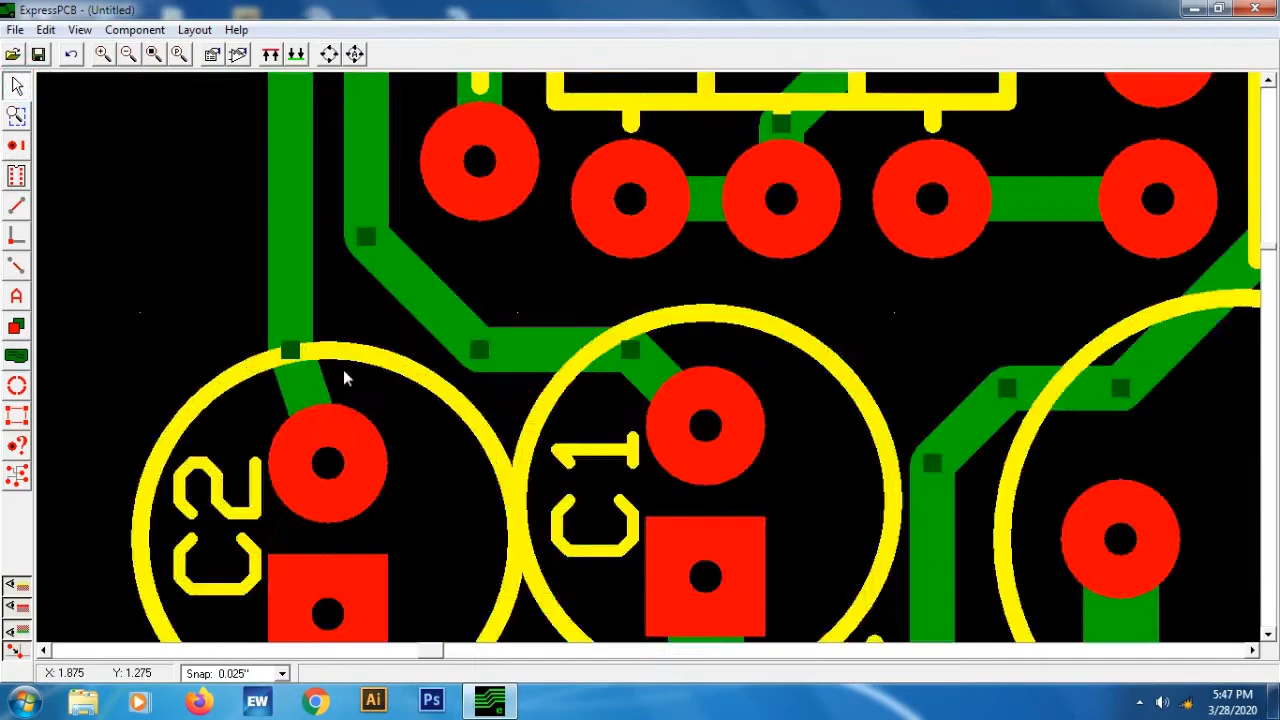 ExpressPCB - (Untitled)
File Edit View Component Layout Help
C2
C1
X: 1.875 Y: 1.275 Snap: 0.025"
EW Ai Ps e
5:47 PM
3/28/2020